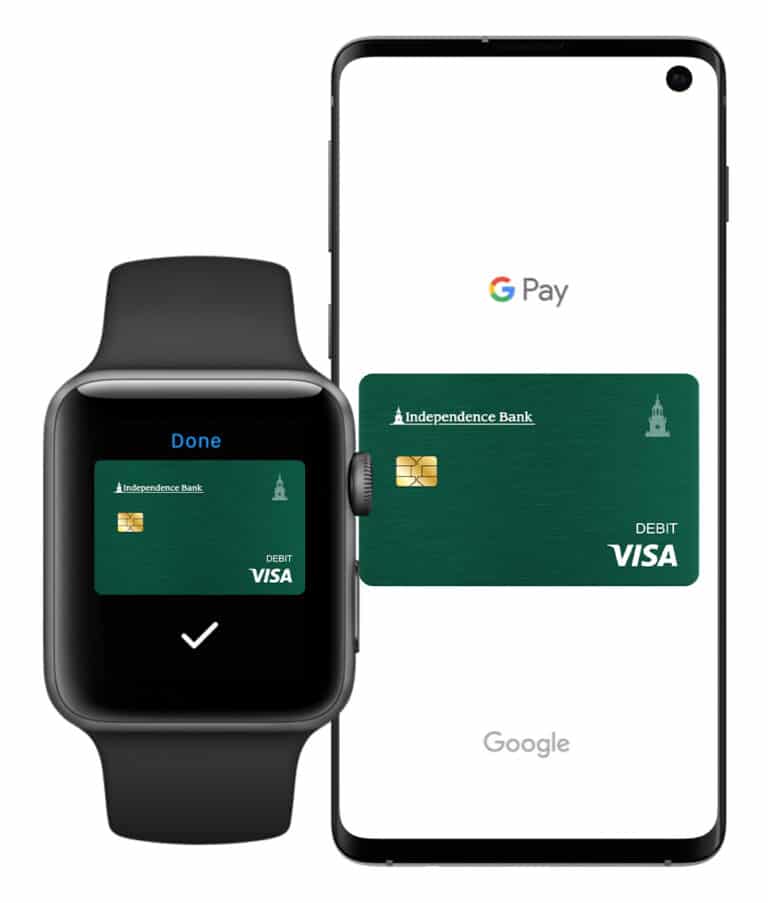 Done
Independence Bank
DEBIT
VISA
G Pay
Independence Bank
DEBIT
VISA
Google